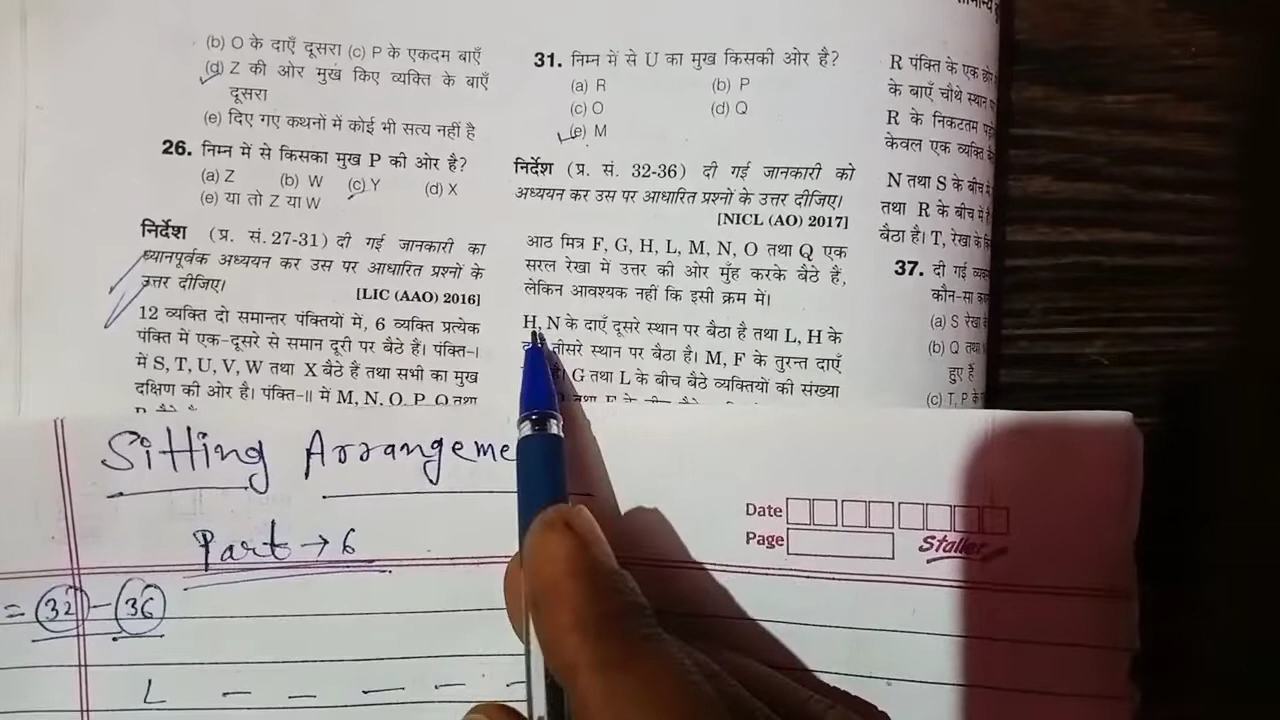 (b) O के दाएँ दूसरा (c) P के एकदम बाएँ
(d) Z की ओर मुख किए व्यक्ति के बाएँ
दूसरा
(e) दिए गए कथनों में कोई भी सत्य नहीं है
26. निम्न में से किसका मुख P की ओर है?
(a) Z (b) W (c) Y (d) X
(e) या तो Z या W
निर्देश (प्र. सं. 27-31) दी गई जानकारी का
ध्यानपूर्वक अध्ययन कर उस पर आधारित प्रश्नों के
उत्तर दीजिए।
[LIC (AAO) 2016]
12 व्यक्ति दो समान्तर पंक्तियों में, 6 व्यक्ति प्रत्येक
पंक्ति में एक-दूसरे से समान दूरी पर बैठे हैं। पंक्ति-I
में S, T, U, V, W तथा X बैठे हैं तथा सभी का मुख
दक्षिण की ओर है। पंक्ति-II में M, N, O, P, Q तथा
31. निम्न में से U का मुख किसकी ओर है?
(a) R (b) P
(c) O (d) Q
(e) M
निर्देश (प्र. सं. 32-36) दी गई जानकारी को
अध्ययन कर उस पर आधारित प्रश्नों के उत्तर दीजिए।
[NICL (AO) 2017]
आठ मित्र F, G, H, L, M, N, O तथा Q एक
सरल रेखा में उत्तर की ओर मुँह करके बैठे है,
लेकिन आवश्यक नहीं कि इसी क्रम में।
H, N के दाएँ दूसरे स्थान पर बैठा है तथा L, H के
तीसरे स्थान पर बैठा है। M, F के तुरन्त दाएँ
है। G तथा L के बीच बैठे व्यक्तियों की संख्या
R पंक्ति के एक छोर
के बाएँ चौथे स्थान
R के निकटतम
केवल एक व्यक्ति
N तथा S के बीच में
तथा R के बीच में
बैठा है। T, रेखा के
37. दी गई
कौन-सा
(a) S रेखा
(b) Q तथा
हुए हैं
(c) T, P के
Sitting Arrangeme
Part → 6
Date
Page
Staller
= 32 - 36
L – – – – –